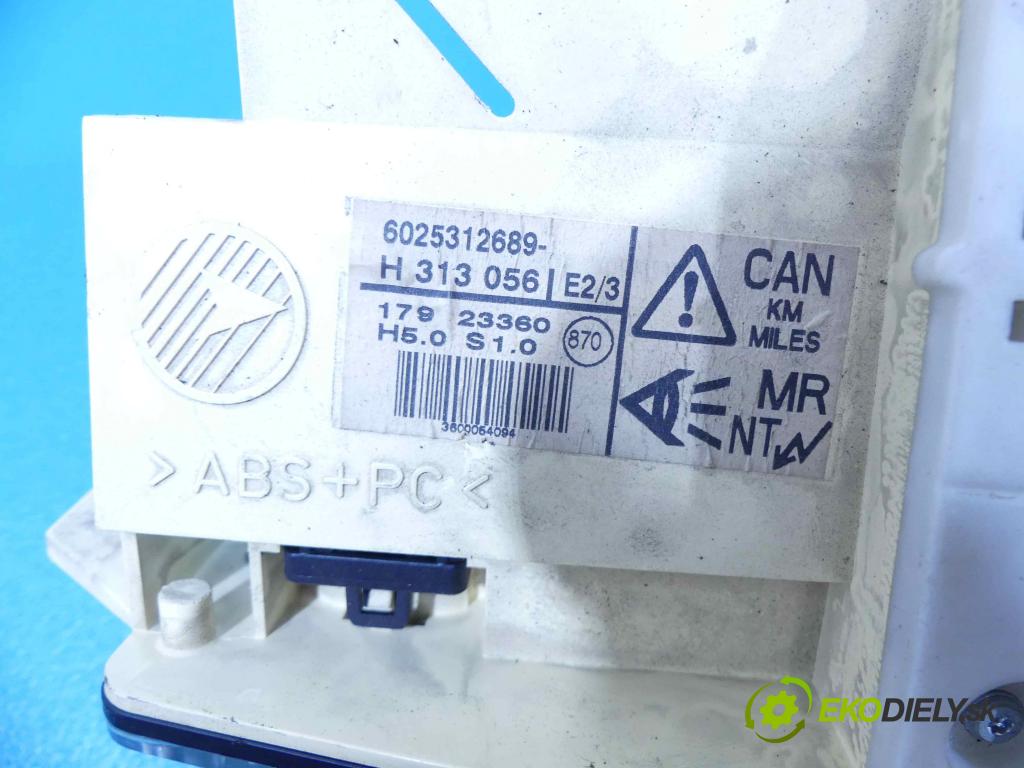 6025312689-
H 313 056 E2/3
179 23360
H5.0 S1.0 870
3600054094
CAN
KM
MILES
MR
NT
> ABS+PC <
EKODIELY.SK